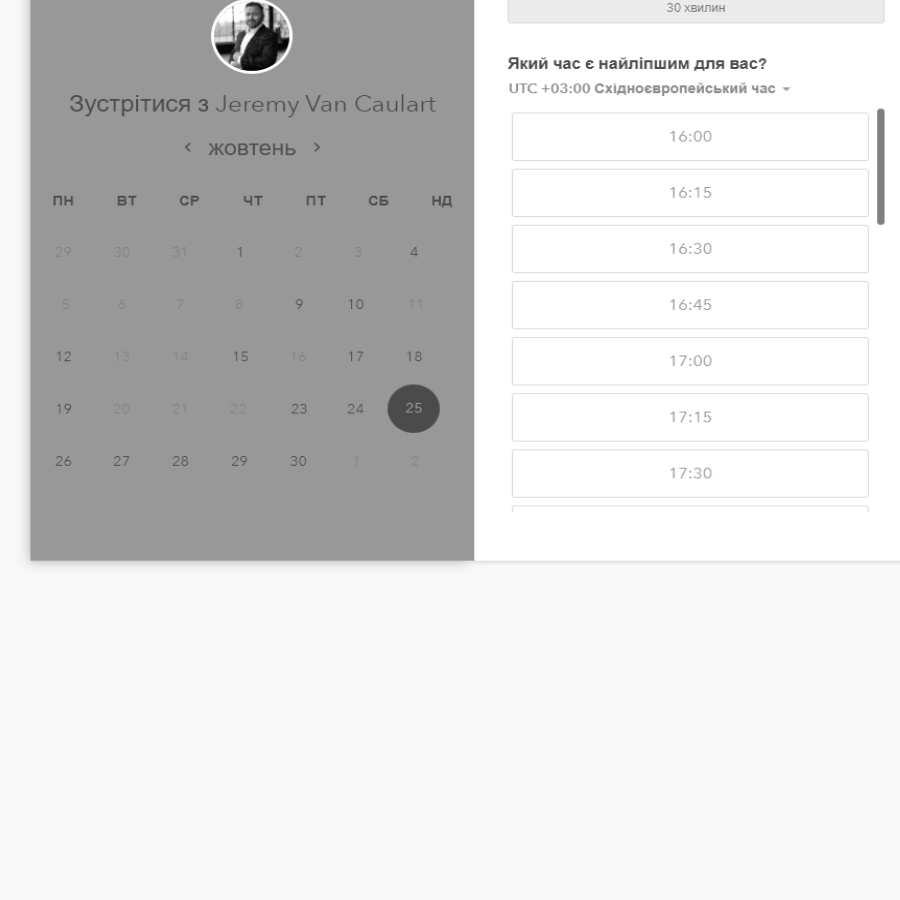 Зустрітися з Jeremy Van Caulart
жовтень
ПН ВТ СР ЧТ ПТ СБ НД
29 30 31 1 2 3 4
5 6 7 8 9 10 11
12 13 14 15 16 17 18
19 20 21 22 23 24 25
26 27 28 29 30 1 2
30 хвилин
Який час є найліпшим для вас?
UTC +03:00 Східноєвропейський час
16:00
16:15
16:30
16:45
17:00
17:15
17:30